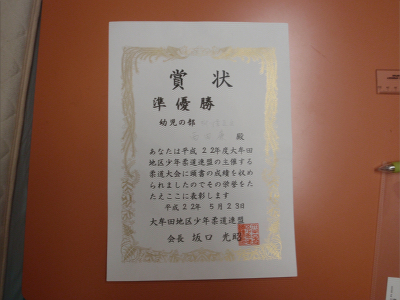 賞状
準優勝
幼児の部
殿
あなたは平成22年度大牟田
地区少年柔道連盟の主催する
柔道大会に頭書の成績を収め
られましたのでその栄誉をた
たえここに表彰します
平成22年 5月23日
大牟田地区少年柔道連盟
会長 坂口 光昭